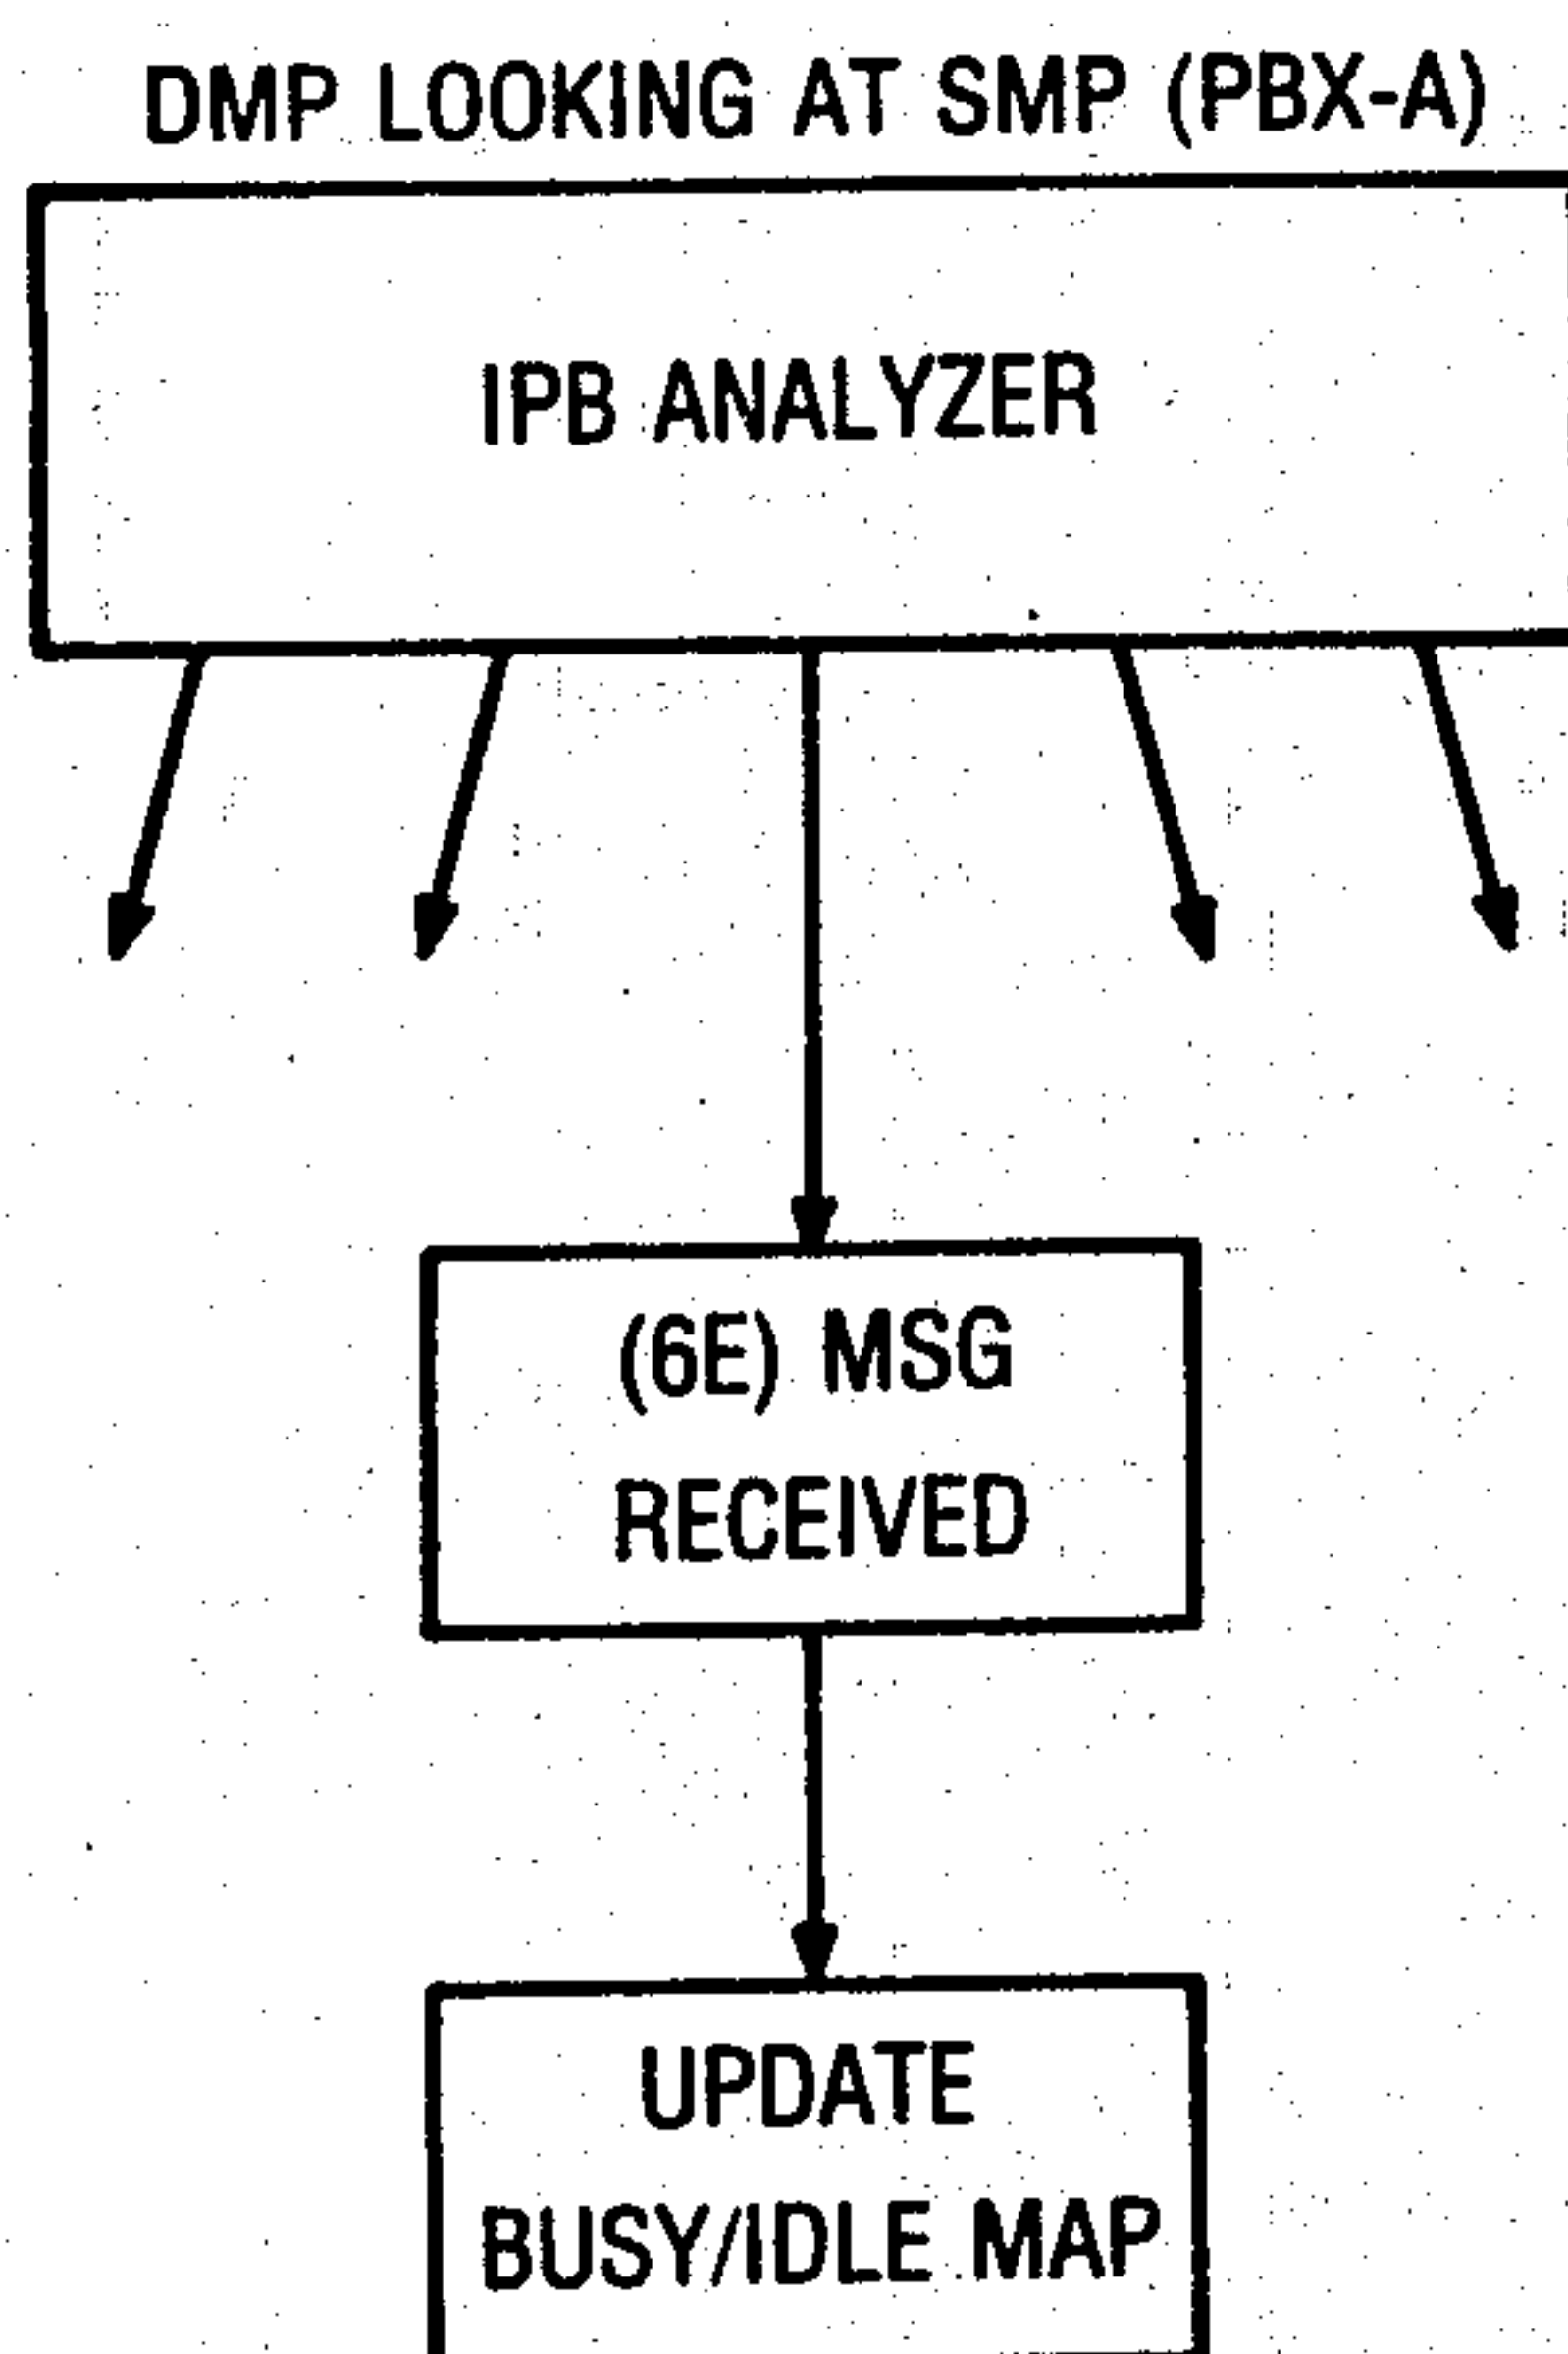 DMP LOOKING AT SMP (PBX-A)
IPB ANALYZER
(6E) MSG
RECEIVED
UPDATE
BUSY/IDLE MAP